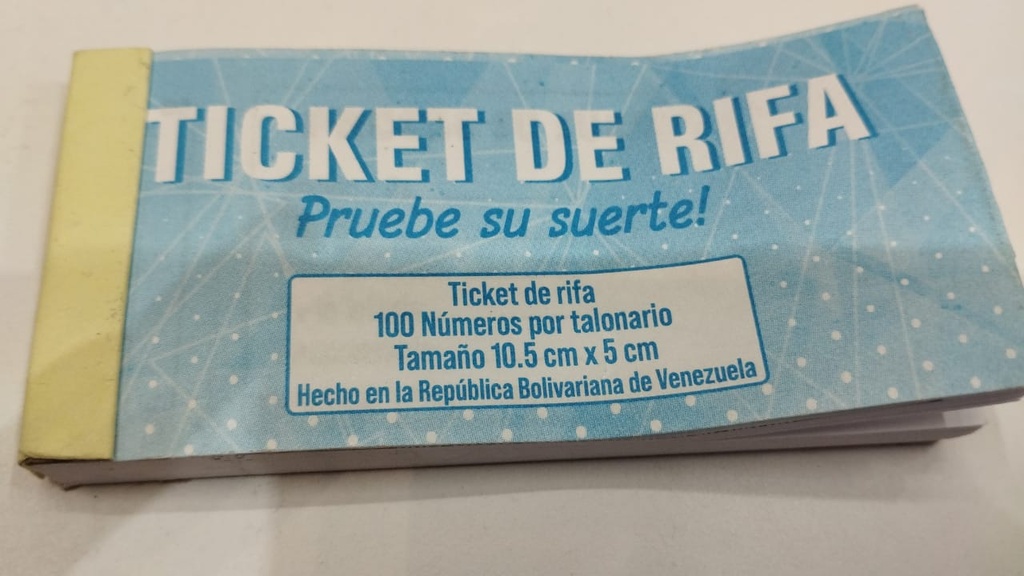 TICKET DE RIFA
Pruebe su suerte!
Ticket de rifa
100 Números por talonario
Tamaño 10.5 cm x 5 cm
Hecho en la República Bolivariana de Venezuela